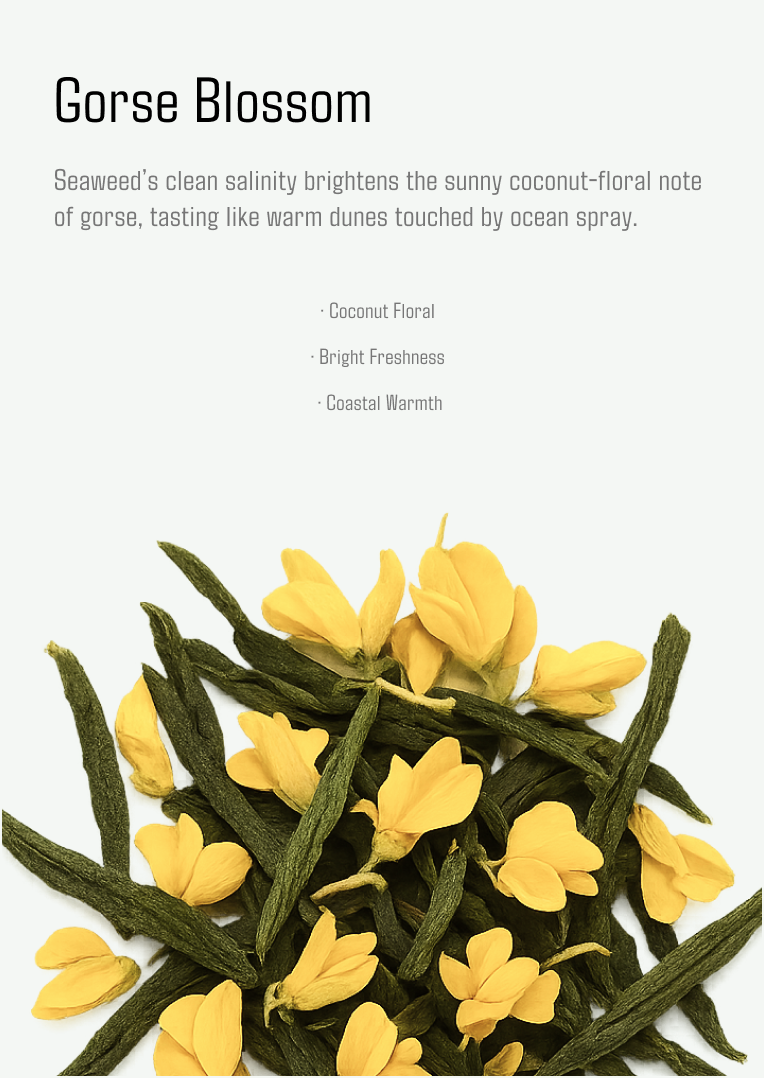 Gorse Blossom
Seaweed’s clean salinity brightens the sunny coconut-floral note
of gorse, tasting like warm dunes touched by ocean spray.
· Coconut Floral
· Bright Freshness
· Coastal Warmth